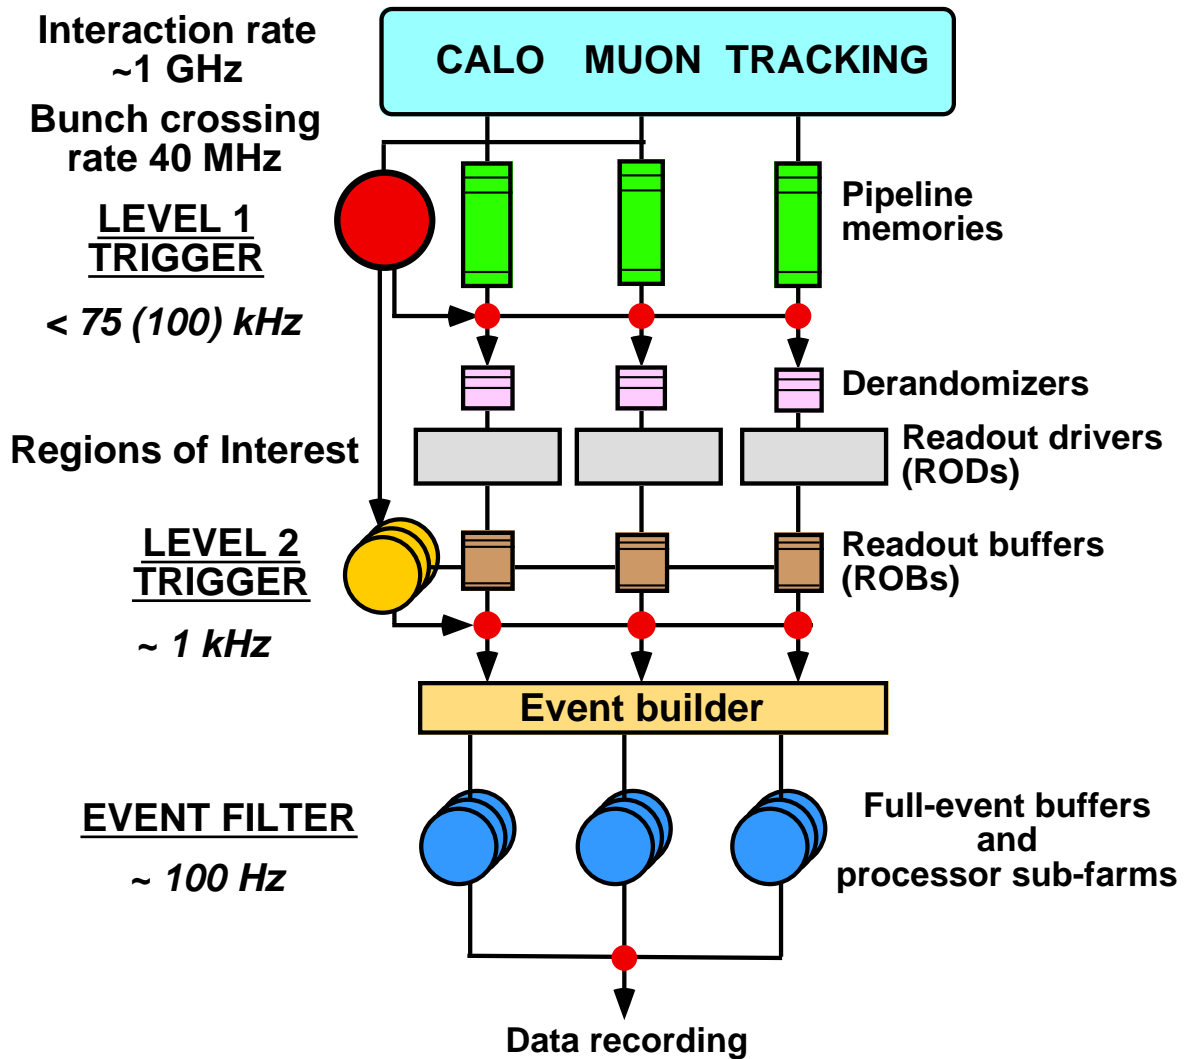 Interaction rate
~1 GHz
CALO MUON TRACKING
Bunch crossing
rate 40 MHz
LEVEL 1
TRIGGER
< 75 (100) kHz
Pipeline
memories
Derandomizers
Regions of Interest
Readout drivers
(RODs)
LEVEL 2
TRIGGER
~ 1 kHz
Readout buffers
(ROBs)
Event builder
EVENT FILTER
~ 100 Hz
Full-event buffers
and
processor sub-farms
Data recording